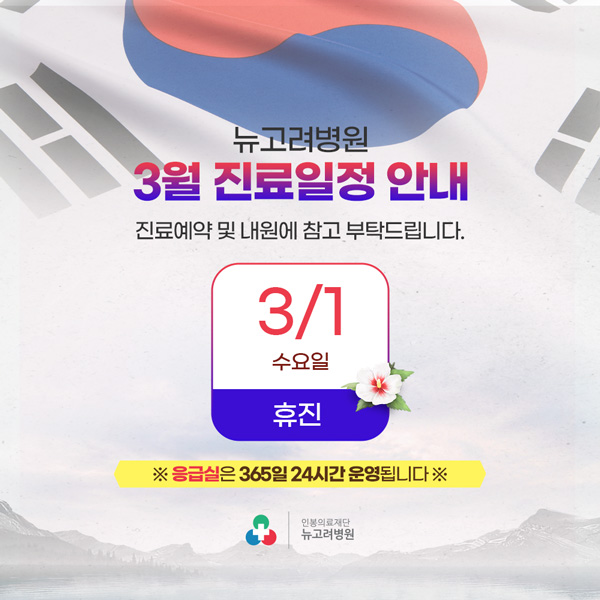 뉴고려병원
3월 진료일정 안내
진료예약 및 내원에 참고 부탁드립니다.
3/1
수요일
휴진
※ 응급실은 365일 24시간 운영됩니다 ※
인봉의료재단
뉴고려병원